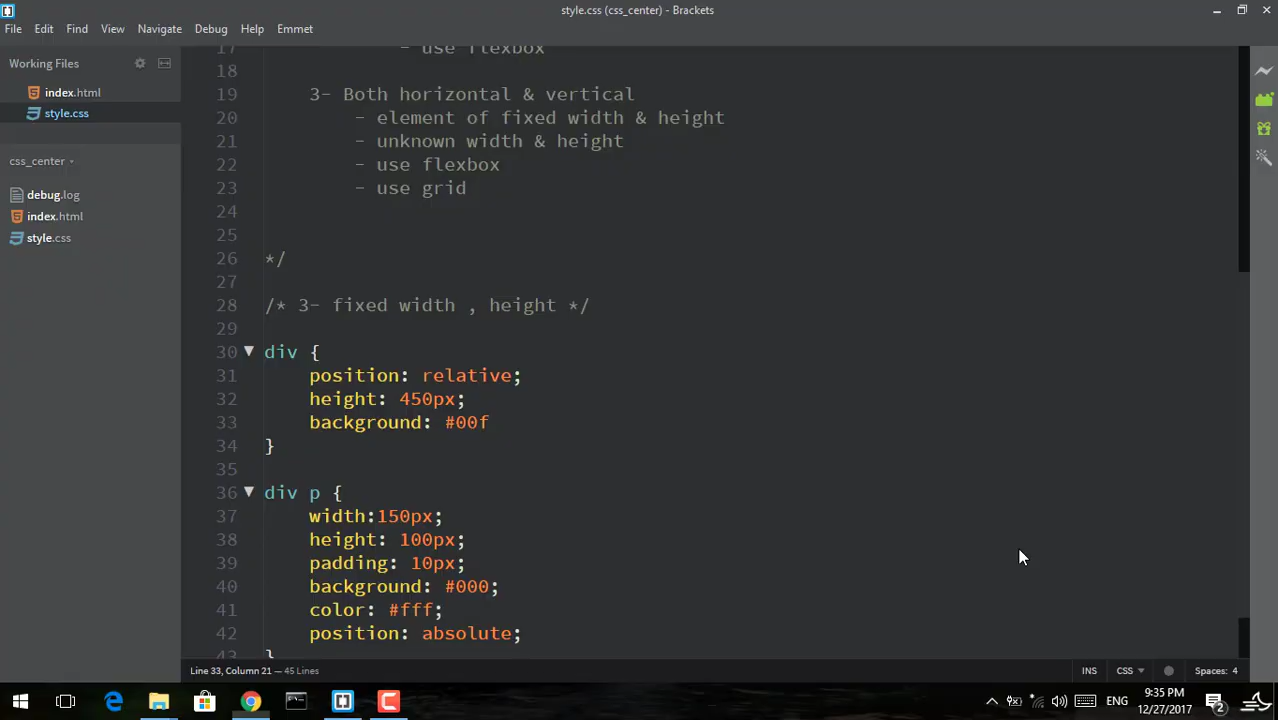 style.css (css_center) - Brackets
File Edit Find View Navigate Debug Help Emmet
Working Files
index.html
style.css
css_center
debug.log
index.html
style.css
17 - use flexbox
18
19 3- Both horizontal & vertical
20 - element of fixed width & height
21 - unknown width & height
22 - use flexbox
23 - use grid
24
25
26 */
27
28 /* 3- fixed width , height */
29
30 div {
31 position: relative;
32 height: 450px;
33 background: #00f
34 }
35
36 div p {
37 width:150px;
38 height: 100px;
39 padding: 10px;
40 background: #000;
41 color: #fff;
42 position: absolute;
43 }
Line 33, Column 21 — 45 Lines
INS CSS Spaces: 4
ENG
9:35 PM
12/27/2017
2